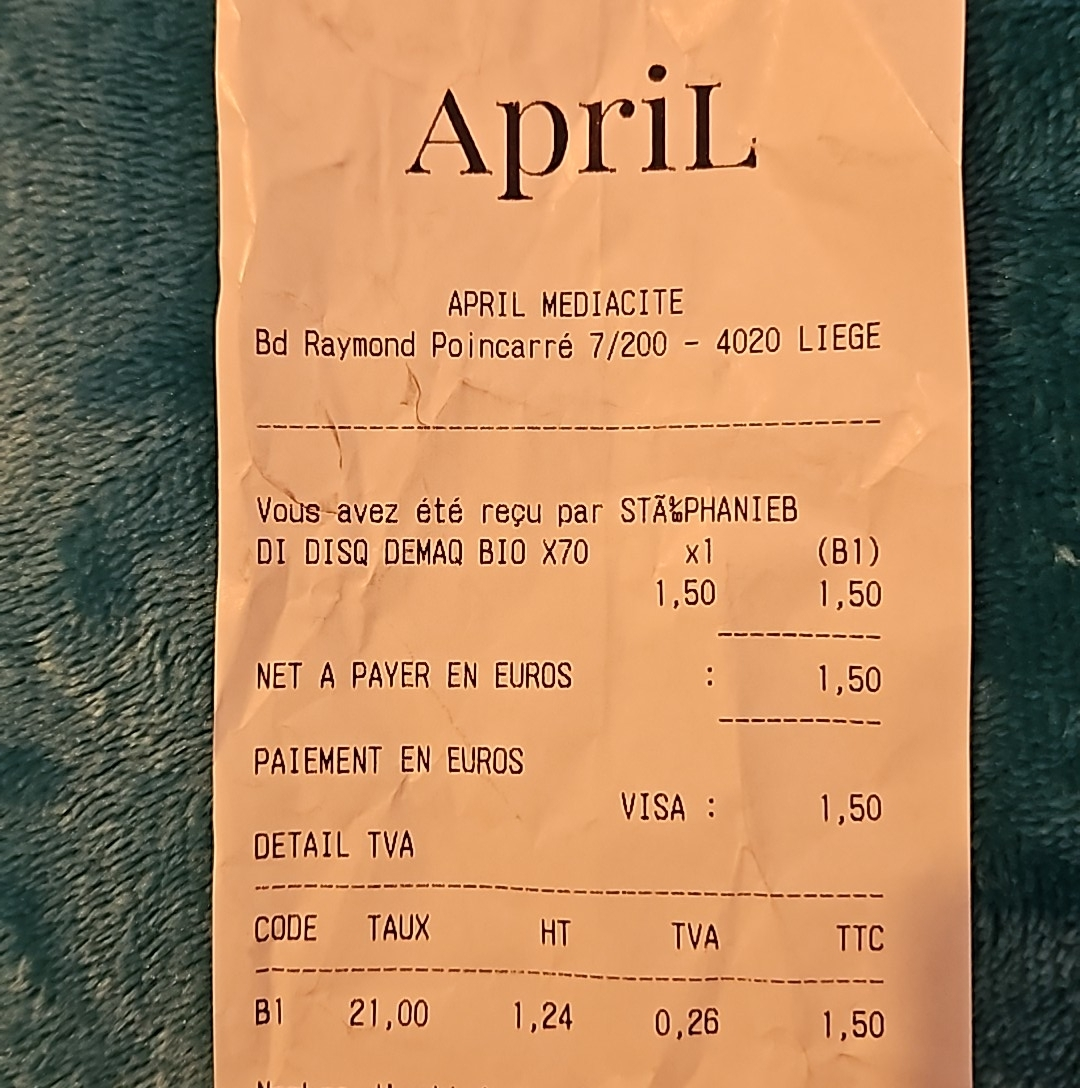 ApriL
APRIL MEDIACITE
Bd Raymond Poincarré 7/200 - 4020 LIEGE
Vous avez été reçu par STÃ‰PHANIEB
DI DISQ DEMAQ BIO X70 x1 (B1)
1,50 1,50
NET A PAYER EN EUROS : 1,50
PAIEMENT EN EUROS
VISA : 1,50
DETAIL TVA
CODE TAUX HT TVA TTC
B1 21,00 1,24 0,26 1,50